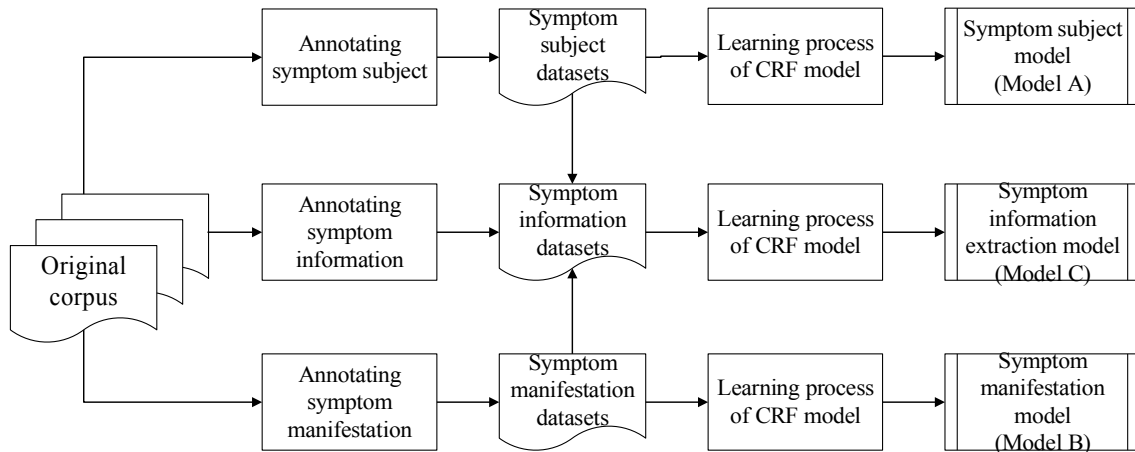 Annotating
symptom subject
Symptom
subject
datasets
Learning process
of CRF model
Symptom subject
model
(Model A)
Original
corpus
Annotating
symptom
information
Symptom
information
datasets
Learning process
of CRF model
Symptom
information
extraction model
(Model C)
Annotating
symptom
manifestation
Symptom
manifestation
datasets
Learning process
of CRF model
Symptom
manifestation
model
(Model B)